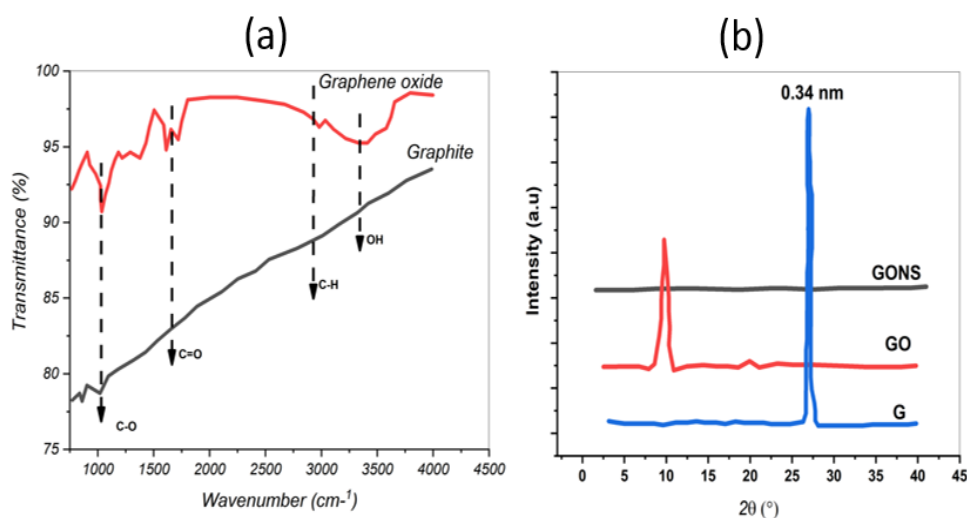 (a)
100
95
90
85
80
75
Transmittance (%)
Graphene oxide
Graphite
OH
C-H
C=O
C-O
1000 1500 2000 2500 3000 3500 4000 4500
Wavenumber (cm⁻¹)
(b)
0.34 nm
Intensity (a.u)
GONS
GO
G
0 5 10 15 20 25 30 35 40 45
2θ (°)